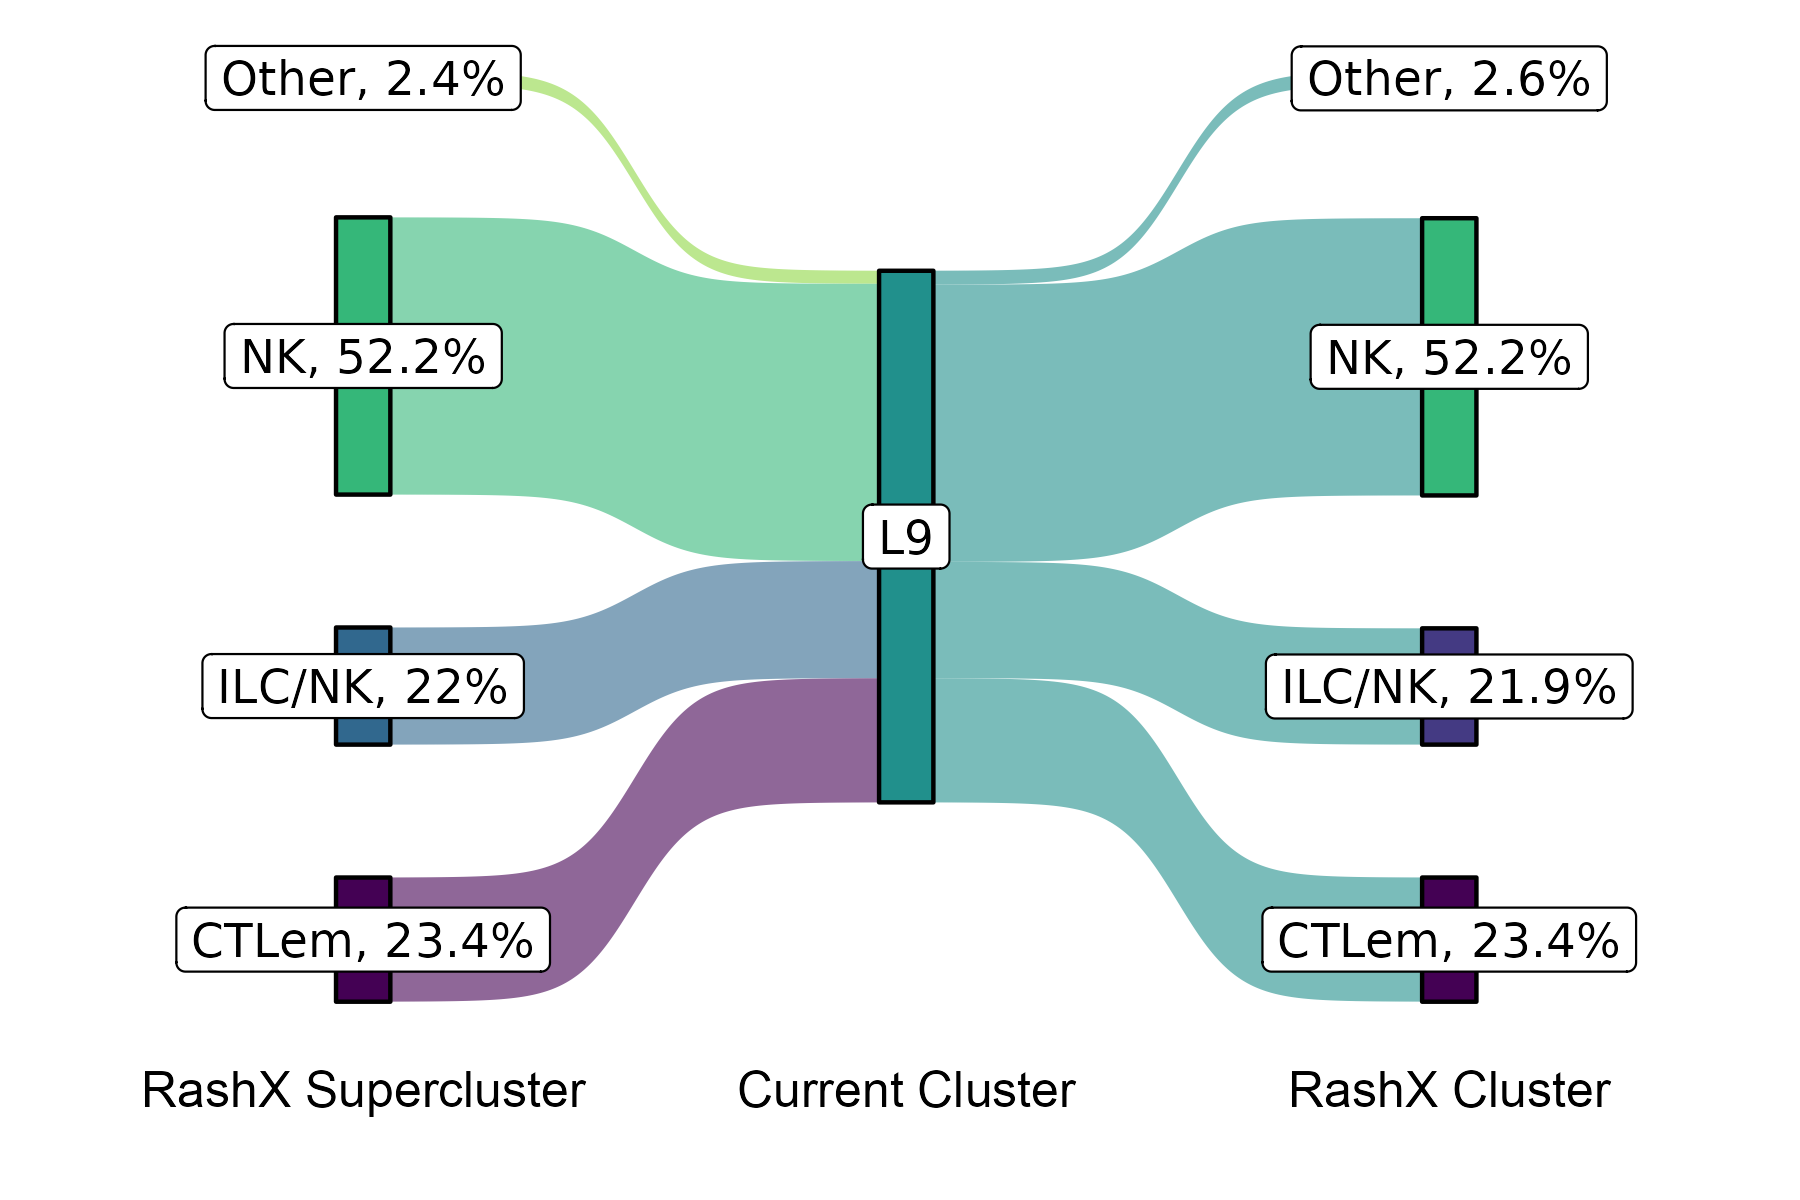 Other, 2.4%
Other, 2.6%
NK, 52.2%
NK, 52.2%
L9
ILC/NK, 22%
ILC/NK, 21.9%
CTLem, 23.4%
CTLem, 23.4%
RashX Supercluster
Current Cluster
RashX Cluster